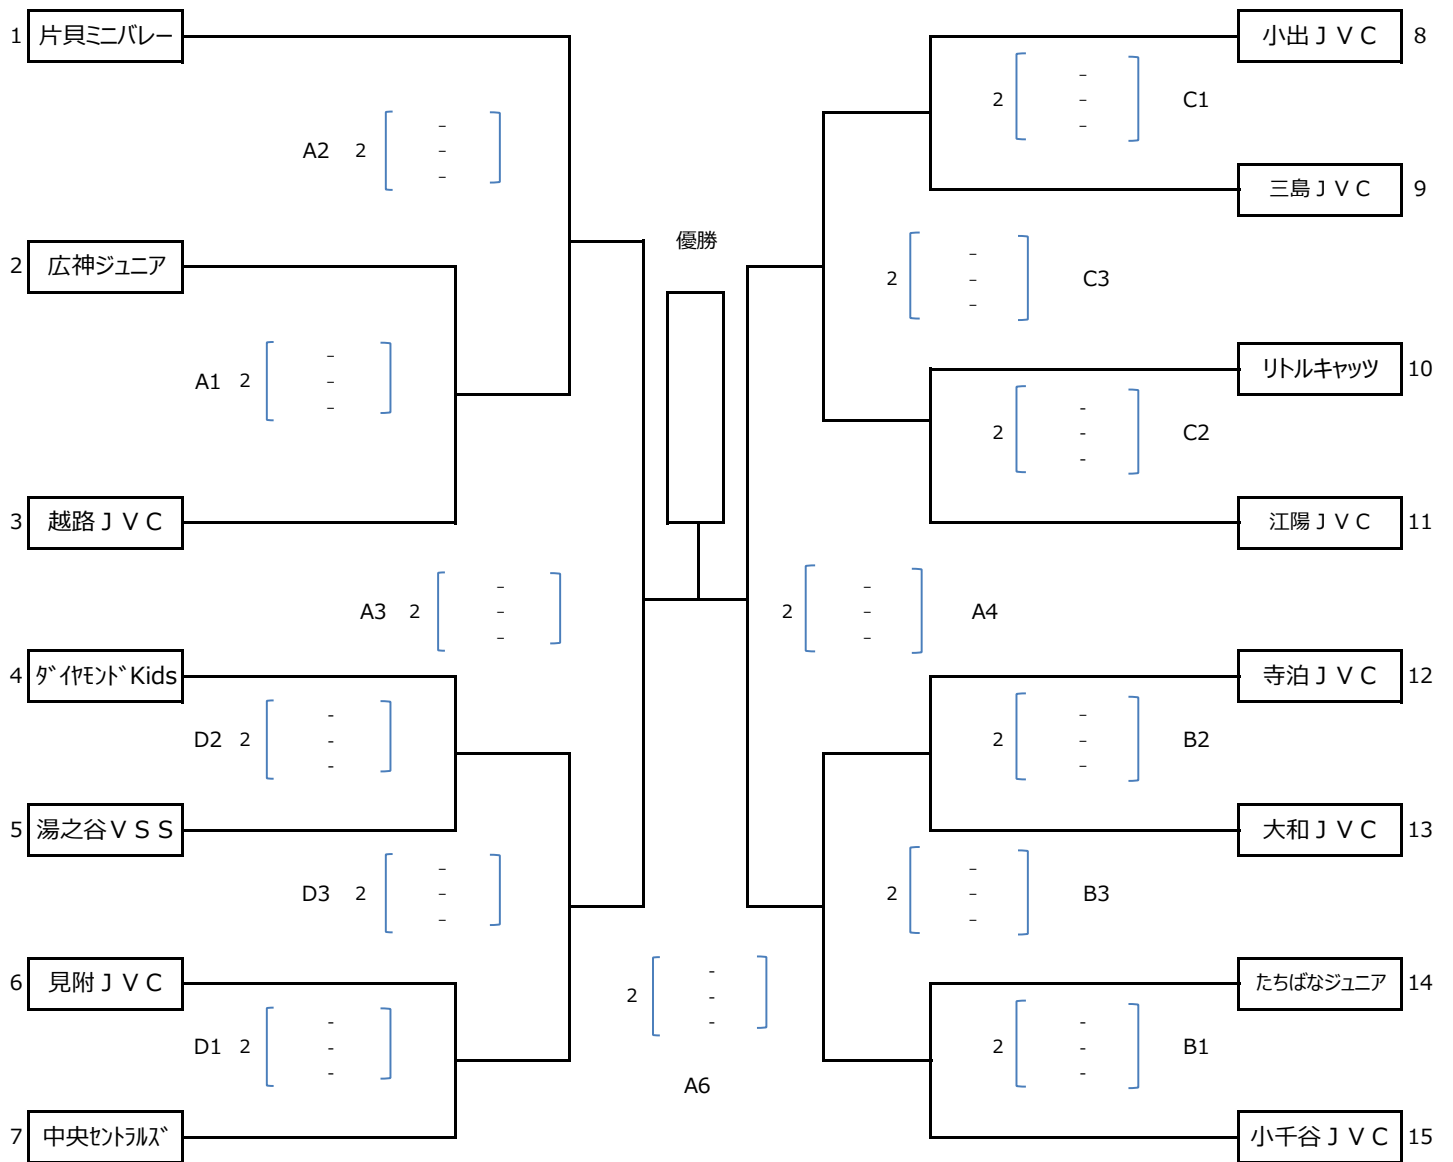 1 片貝ミニバレー
小出ＪＶＣ 8
2 - - - C1
A2 2 - - -
三島ＪＶＣ 9
優勝
2 広神ジュニア
2 - - - C3
A1 2 - - -
リトルキャッツ 10
2 - - - C2
3 越路ＪＶＣ
江陽ＪＶＣ 11
A3 2 - - -
2 - - - A4
4 ﾀﾞｲﾔﾓﾝﾄﾞKids
寺泊ＪＶＣ 12
D2 2 - - -
2 - - - B2
5 湯之谷ＶＳＳ
大和ＪＶＣ 13
D3 2 - - -
2 - - - B3
6 見附ＪＶＣ
たちばなジュニア 14
2 - - -
D1 2 - - -
2 - - - B1
A6
7 中央ｾﾝﾄﾗﾙｽﾞ
小千谷ＪＶＣ 15